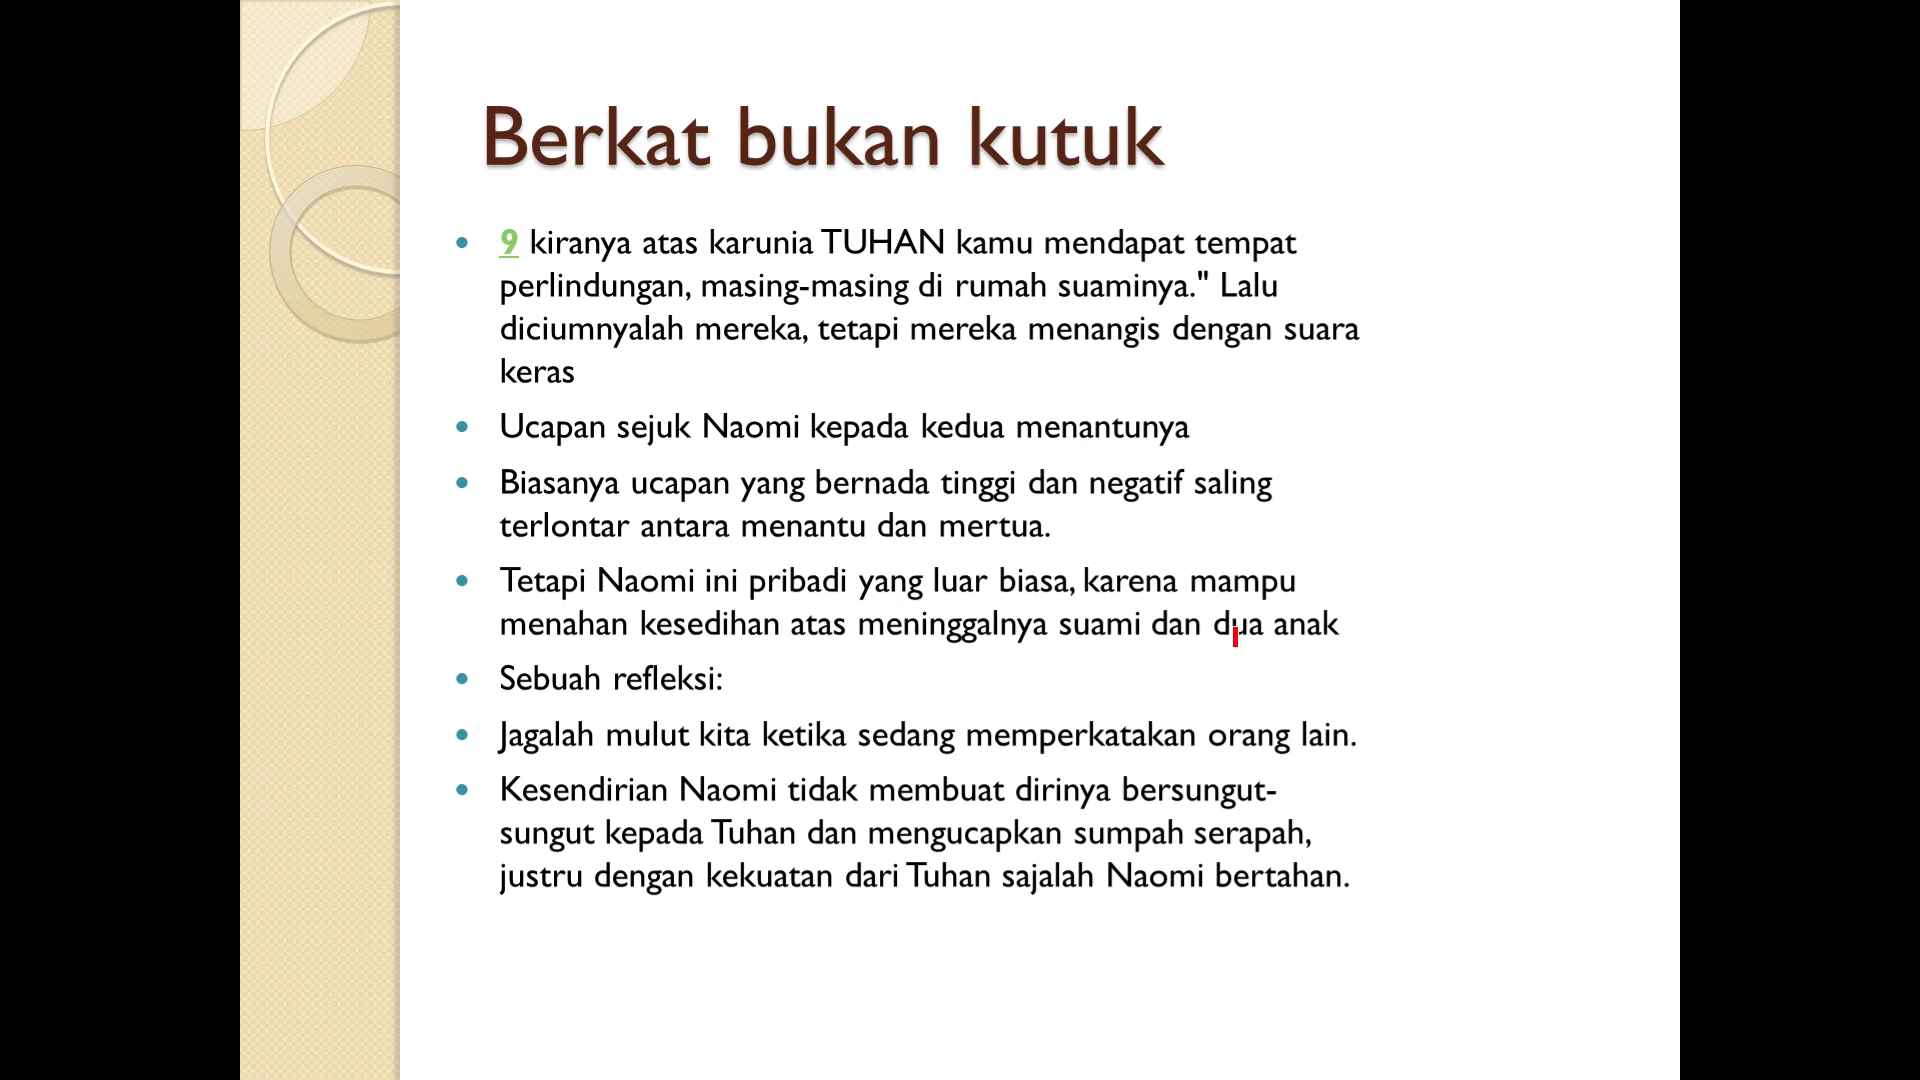 Berkat bukan kutuk
• 9 kiranya atas karunia TUHAN kamu mendapat tempat
perlindungan, masing-masing di rumah suaminya." Lalu
diciumnyalah mereka, tetapi mereka menangis dengan suara
keras
• Ucapan sejuk Naomi kepada kedua menantunya
• Biasanya ucapan yang bernada tinggi dan negatif saling
terlontar antara menantu dan mertua.
• Tetapi Naomi ini pribadi yang luar biasa, karena mampu
menahan kesedihan atas meninggalnya suami dan dua anak
• Sebuah refleksi:
• Jagalah mulut kita ketika sedang memperkatakan orang lain.
• Kesendirian Naomi tidak membuat dirinya bersungut-
sungut kepada Tuhan dan mengucapkan sumpah serapah,
justru dengan kekuatan dari Tuhan sajalah Naomi bertahan.